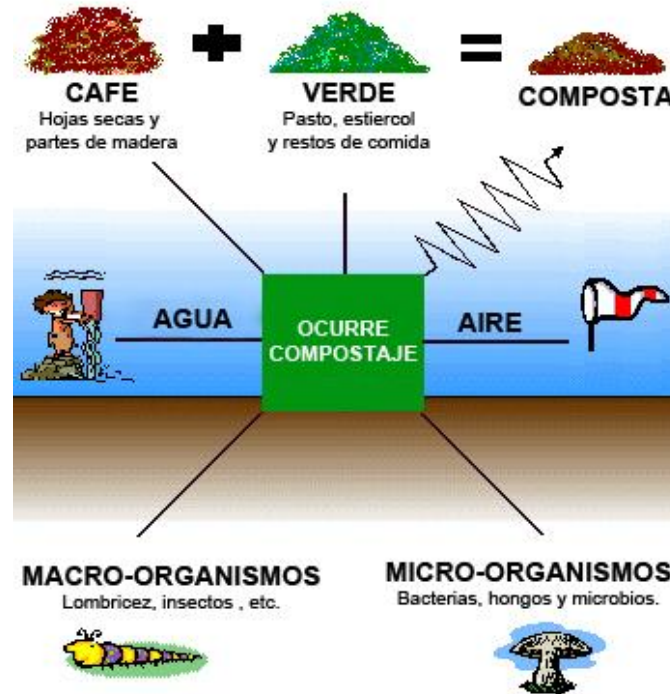 CAFE
Hojas secas y
partes de madera
VERDE
Pasto, estiercol
y restos de comida
COMPOSTA
AGUA
OCURRE
COMPOSTAJE
AIRE
MACRO-ORGANISMOS
Lombricez, insectos , etc.
MICRO-ORGANISMOS
Bacterias, hongos y microbios.